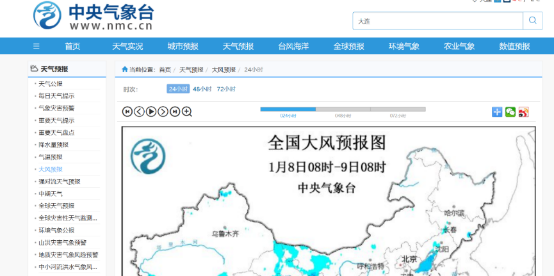 中央气象台
www.nmc.cn
大连
首页 天气实况 城市预报 天气预报 台风海洋 全球预报 环境气象 农业气象 数值预报
天气预报
当前位置: 首页 / 天气预报 / 大风预报 / 24小时
天气公报
每日天气提示
气象灾害预警
重要天气提示
重要天气盘点
降水量预报
气温预报
大风预报
强对流天气预报
中期天气
全球天气预报
全球灾害性天气监测...
环境气象公报
山洪灾害气象预警
地质灾害气象风险预警
中小河流洪水气象风...
24小时 48小时 72小时
全国大风预报图
1月8日08时-9日08时
中央气象台
哈尔滨
长春
沈阳
乌鲁木齐
呼和浩特
北京